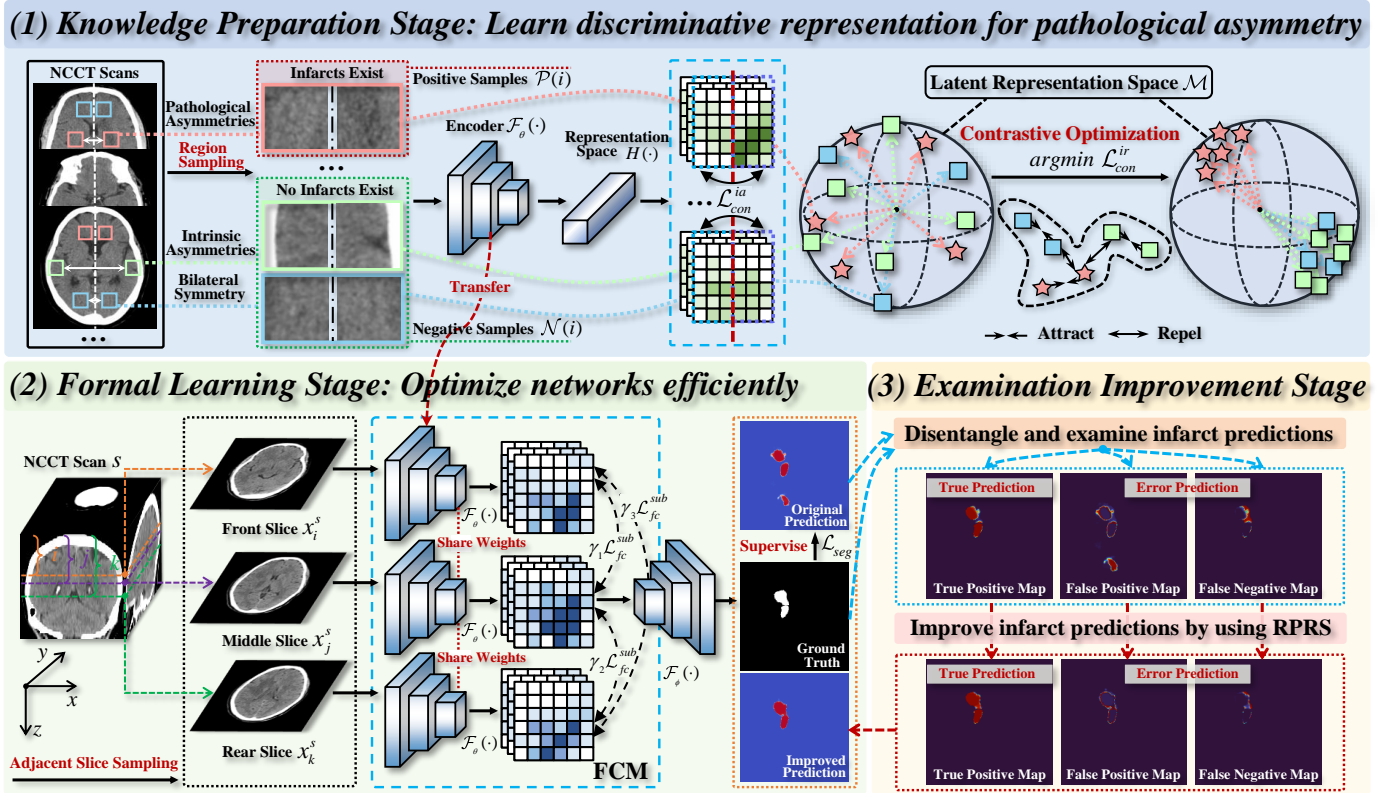 (1) Knowledge Preparation Stage: Learn discriminative representation for pathological asymmetry
NCCT Scans
Pathological
Asymmetries
Region
Sampling
Intrinsic
Asymmetries
Bilateral
Symmetry
•••
Infarcts Exist
•••
No Infarcts Exist
Positive Samples 𝒫(i)
Negative Samples 𝒩(i)
Encoder ℱ_θ(·)
Transfer
Representation
Space H(·)
••• ℒ_con^ia
Latent Representation Space ℳ
Contrastive Optimization
argmin ℒ_con^ir
Attract
Repel
(2) Formal Learning Stage: Optimize networks efficiently
NCCT Scan s
i
j
k
y
x
z
Adjacent Slice Sampling
Front Slice x_i^s
Middle Slice x_j^s
Rear Slice x_k^s
ℱ_θ(·)
Share Weights
ℱ_θ(·)
Share Weights
ℱ_θ(·)
γ_3ℒ_fc^sub
γ_1ℒ_fc^sub
γ_2ℒ_fc^sub
FCM
ℱ_ϕ(·)
Original
Prediction
Supervise
ℒ_seg
Ground
Truth
Improved
Prediction
(3) Examination Improvement Stage
Disentangle and examine infarct predictions
True Prediction
Error Prediction
True Positive Map
False Positive Map
False Negative Map
Improve infarct predictions by using RPRS
True Prediction
Error Prediction
True Positive Map
False Positive Map
False Negative Map